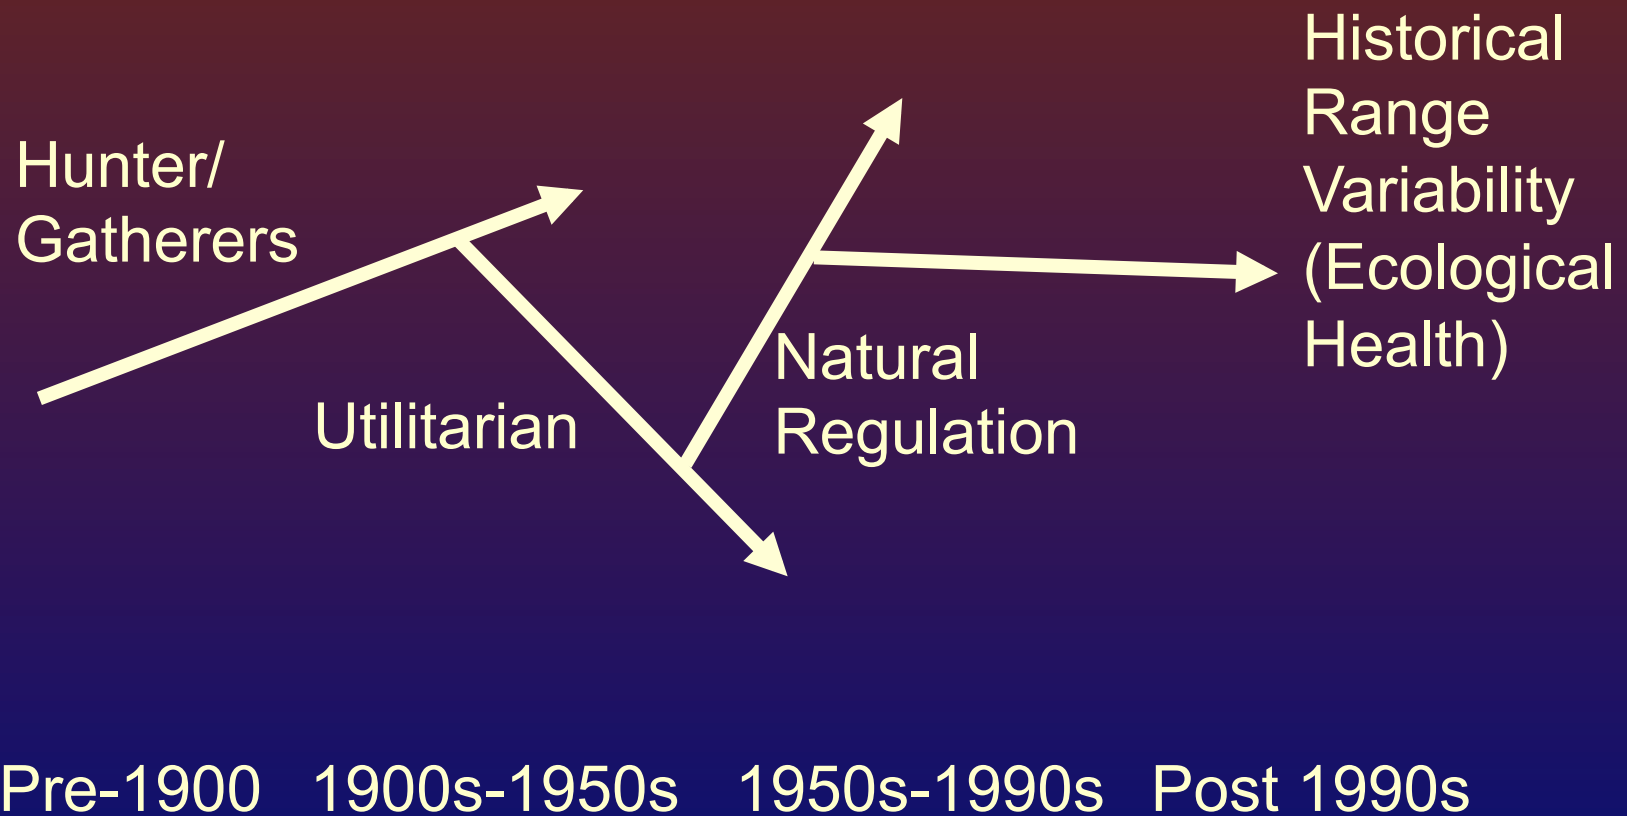 Hunter/
Gatherers
Utilitarian
Natural
Regulation
Historical
Range
Variability
(Ecological
Health)
Pre-1900 1900s-1950s 1950s-1990s Post 1990s